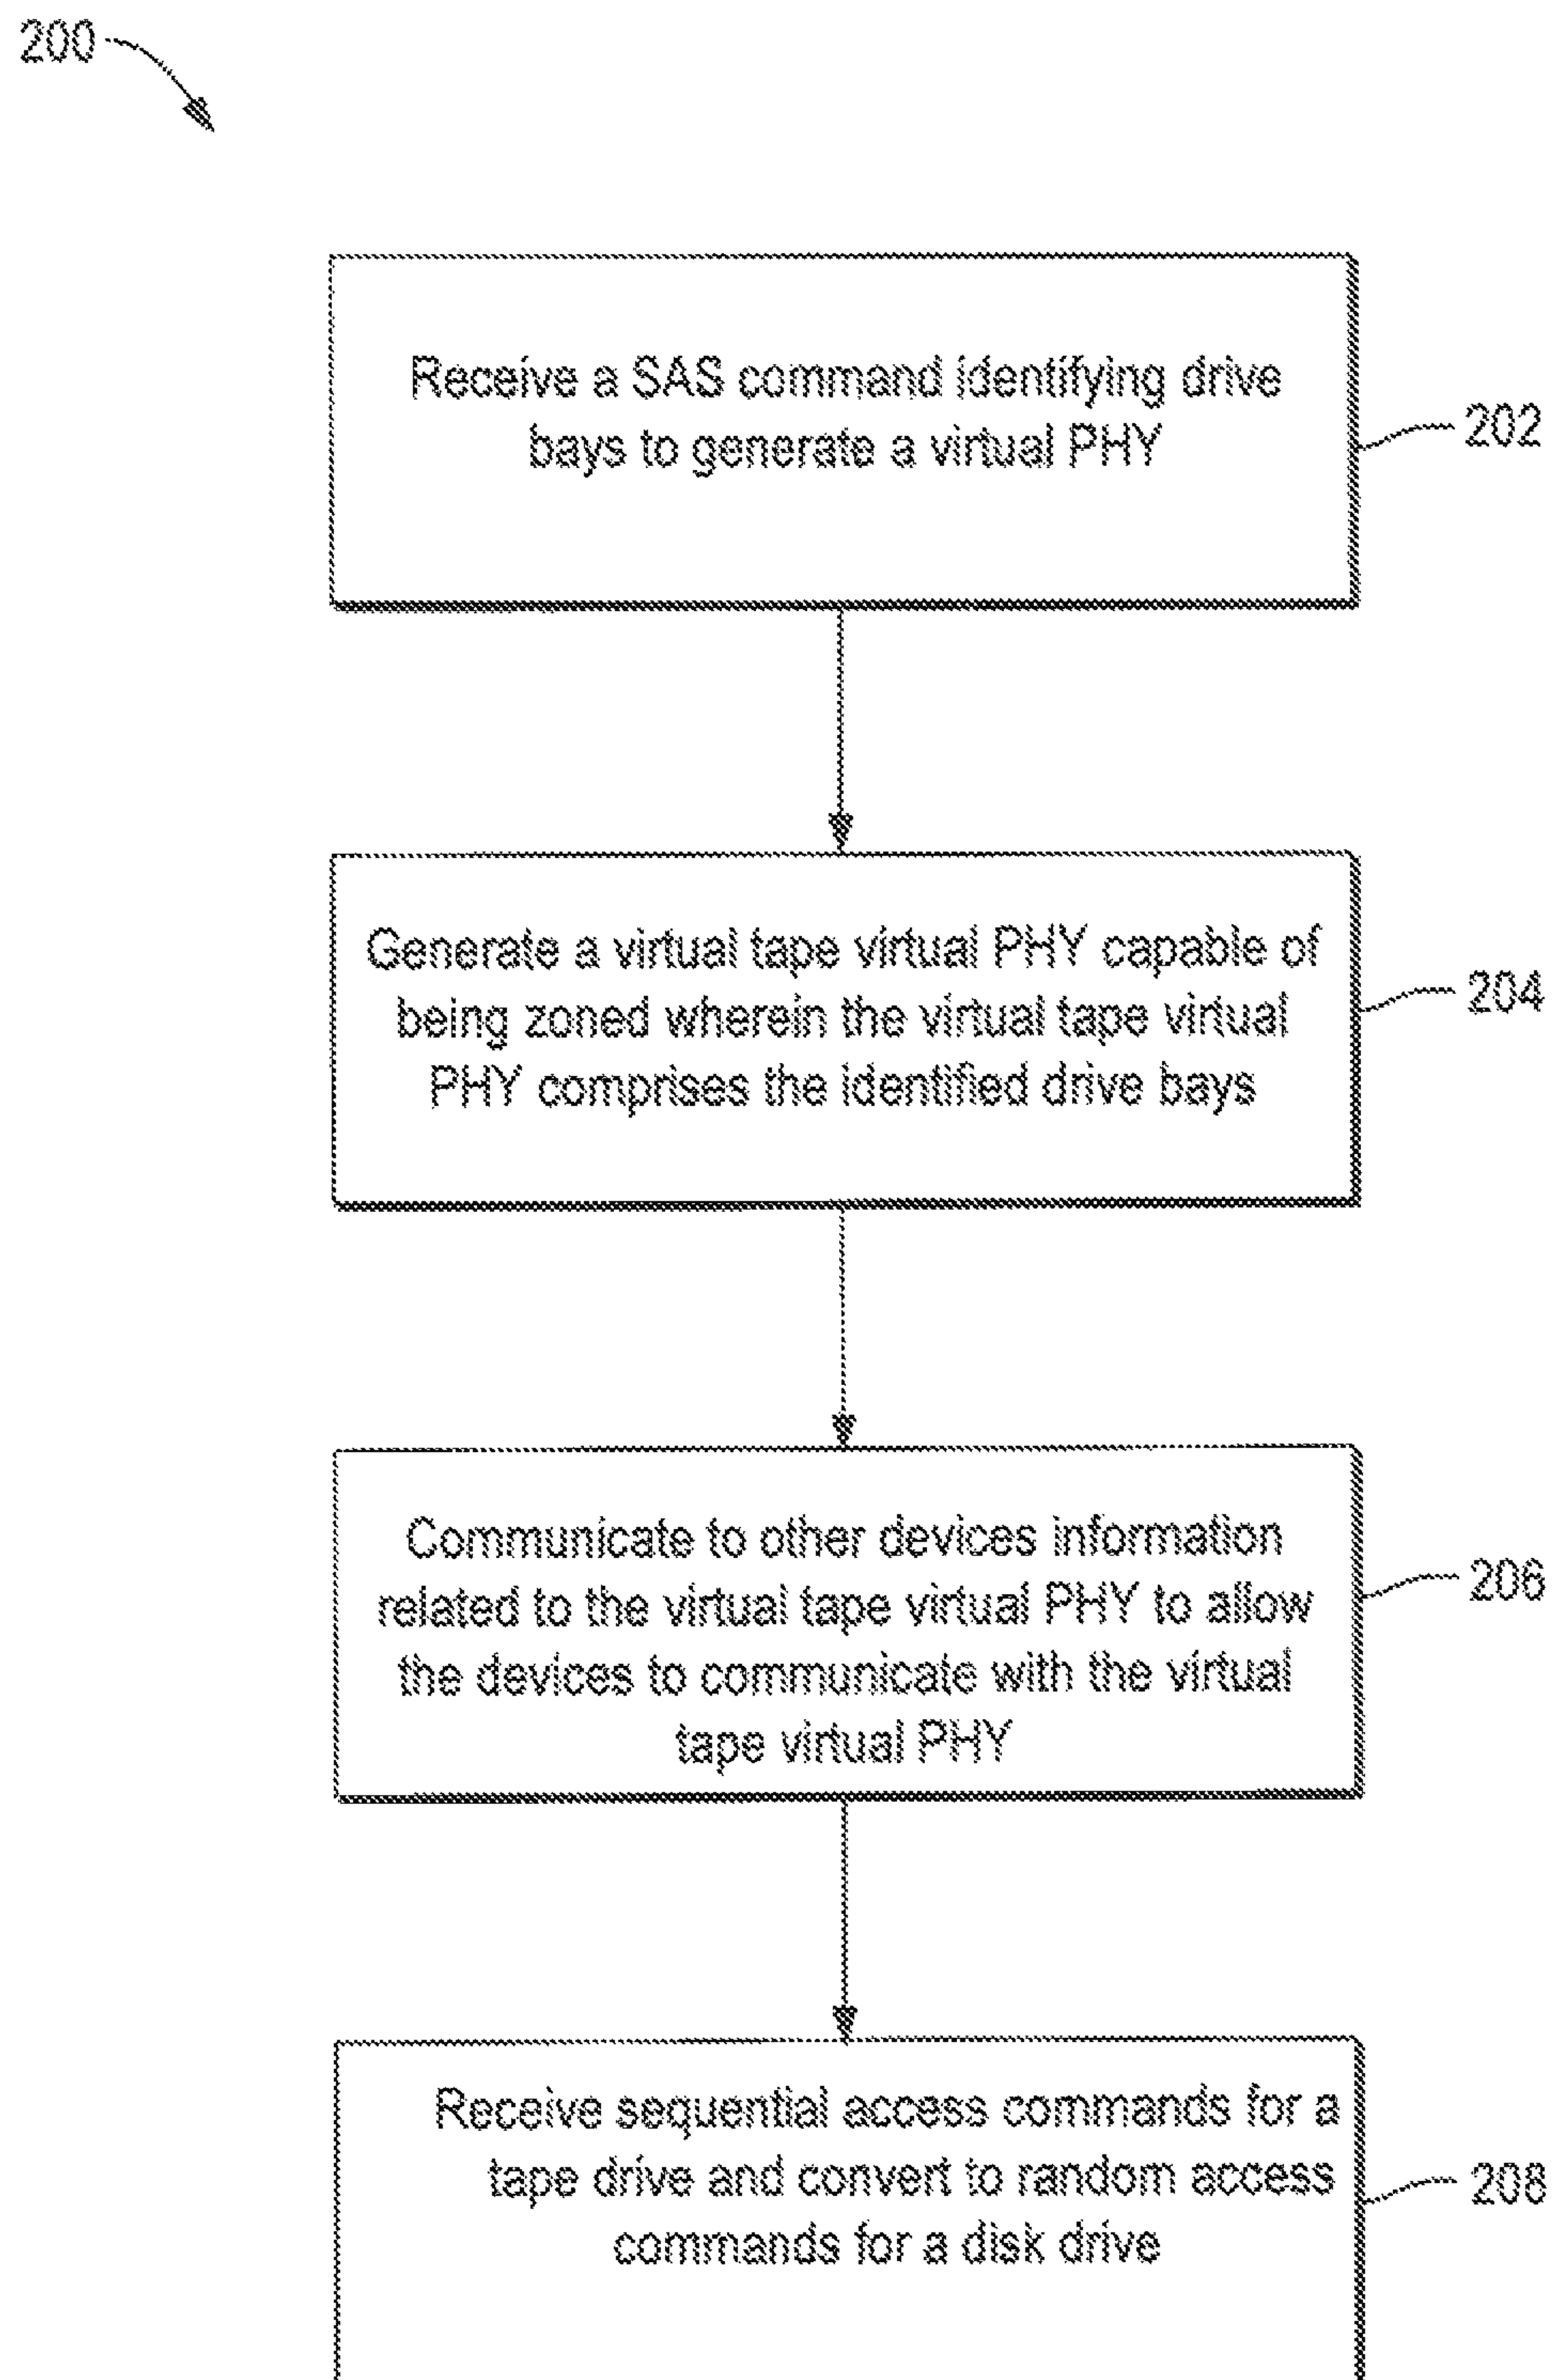 200
Receive a SAS command identifying drive
bays to generate a virtual PHY
202
Generate a virtual tape virtual PHY capable of
being zoned wherein the virtual tape virtual
PHY comprises the identified drive bays
204
Communicate to other devices information
related to the virtual tape virtual PHY to allow
the devices to communicate with the virtual
tape virtual PHY
206
Receive sequential access commands for a
tape drive and convert to random access
commands for a disk drive
208